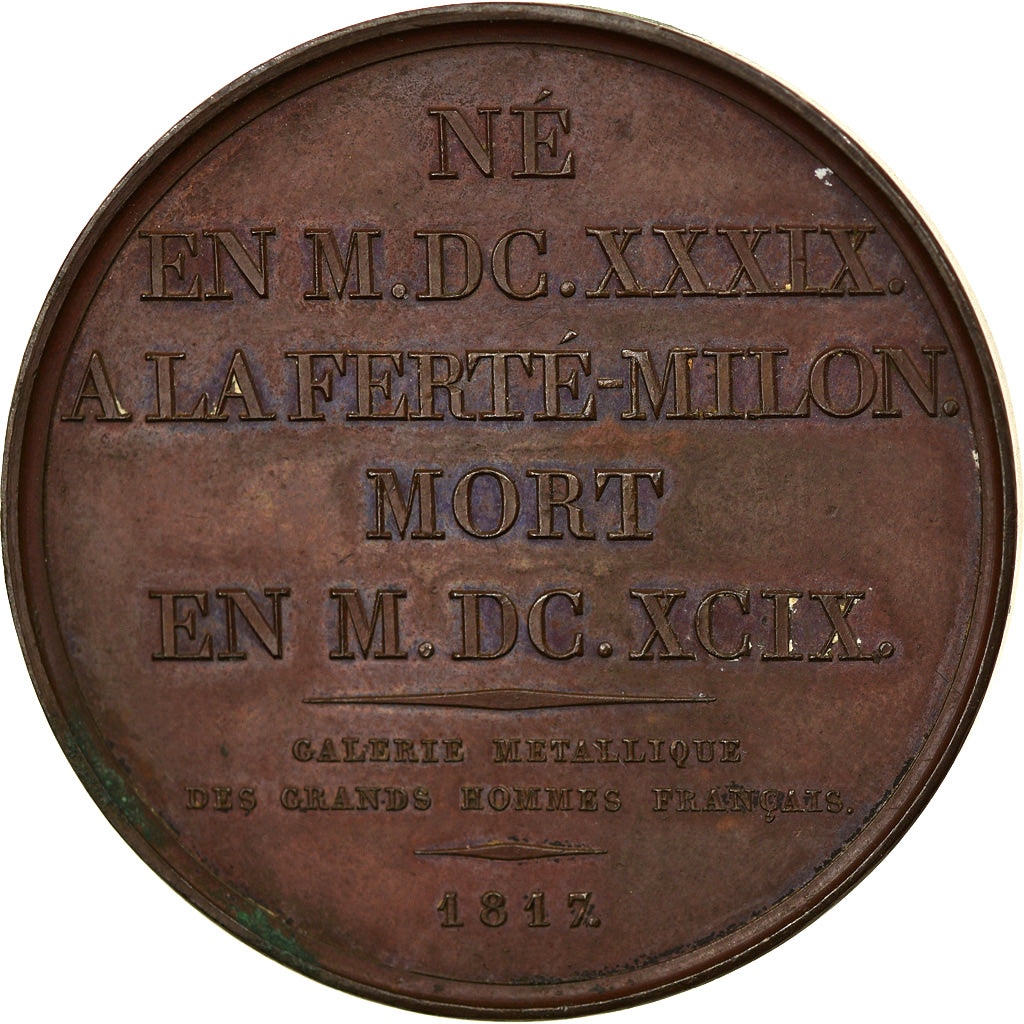 NÉ
EN M.DC.XXXIX.
A LA FERTÉ-MILON.
MORT
EN M.DC.XCIX.
GALERIE METALLIQUE
DES GRANDS HOMMES FRANÇAIS.
1817.